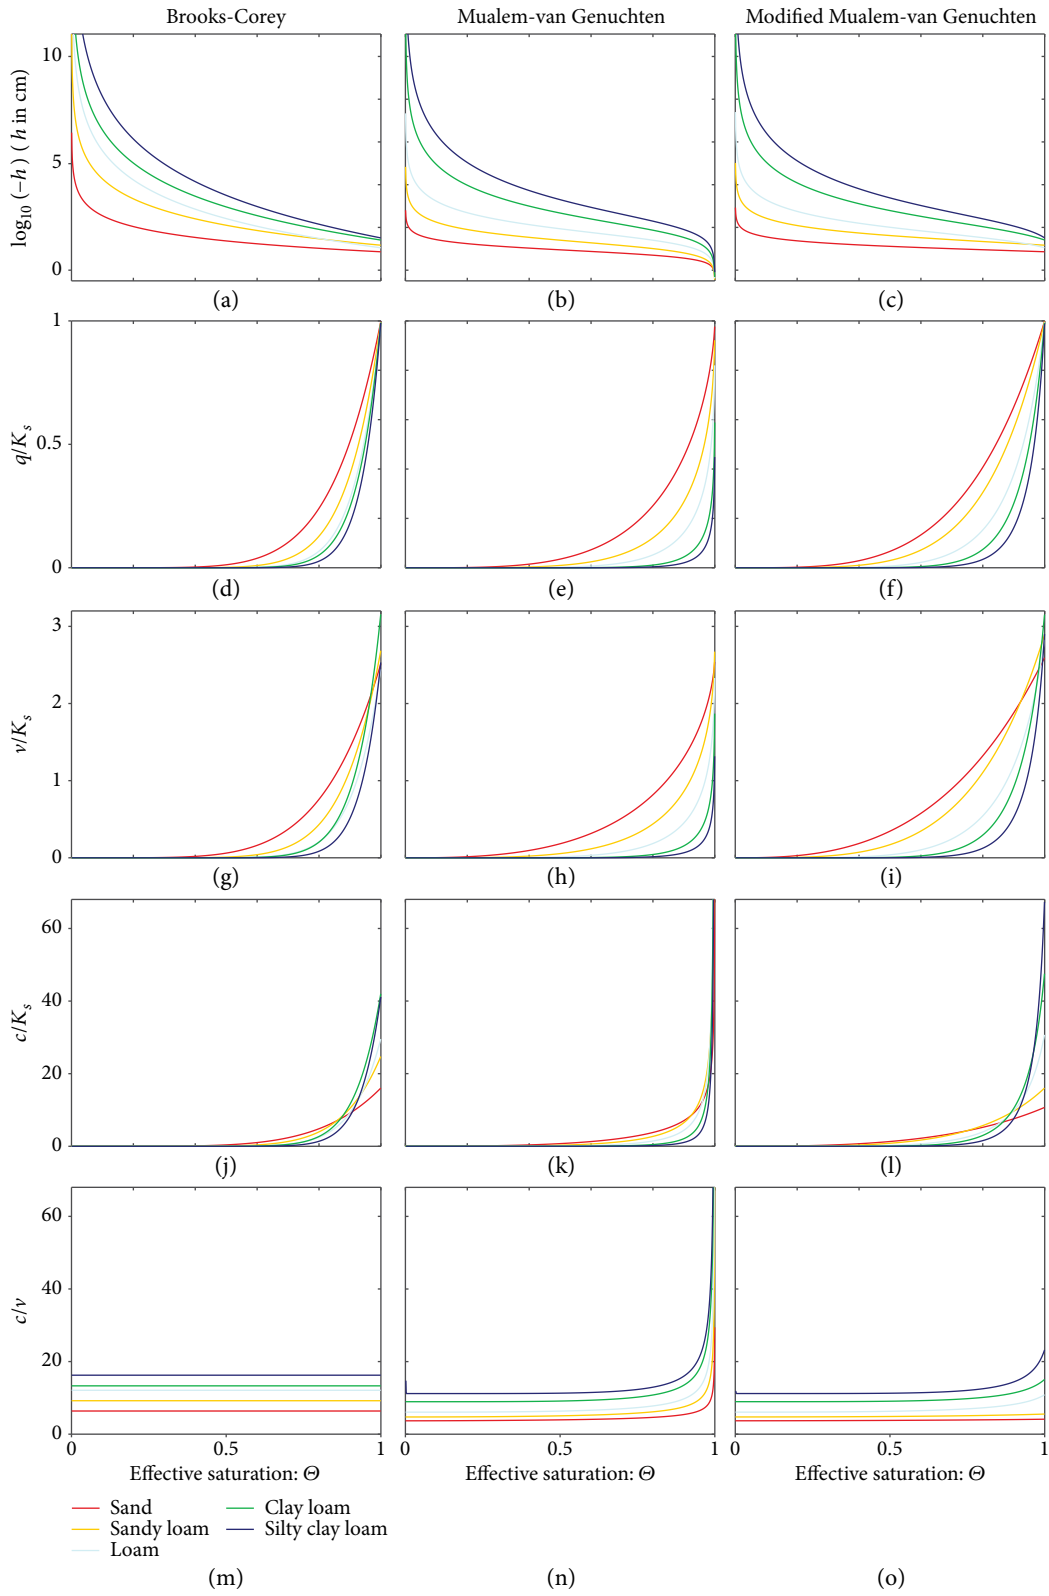 Brooks-Corey
Mualem-van Genuchten
Modified Mualem-van Genuchten
log10 (−h) ( h in cm)
10
5
0
(a)
(b)
(c)
q/Ks
1
0.5
0
(d)
(e)
(f)
v/Ks
3
2
1
0
(g)
(h)
(i)
c/Ks
60
40
20
0
(j)
(k)
(l)
c/v
60
40
20
0
0 0.5 1
0 0.5 1
0 0.5 1
Effective saturation: Θ
Effective saturation: Θ
Effective saturation: Θ
Sand
Sandy loam
Loam
Clay loam
Silty clay loam
(m)
(n)
(o)